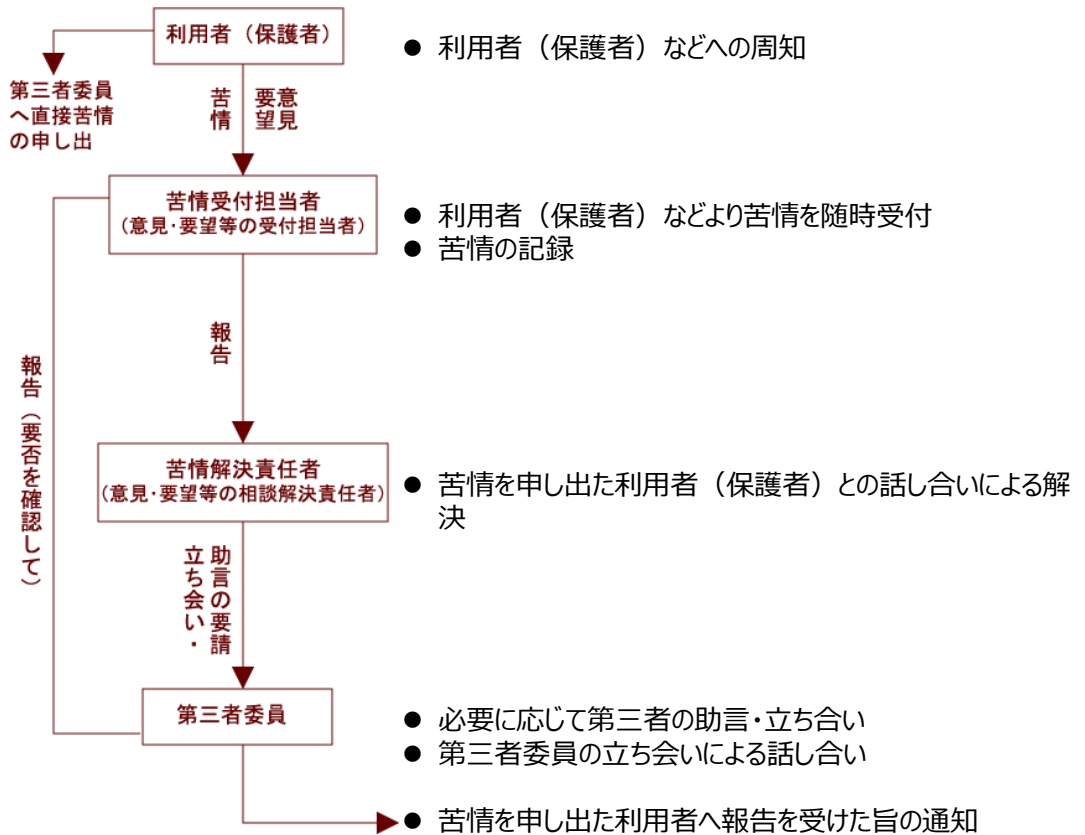 利用者（保護者）
● 利用者（保護者）などへの周知
第三者委員
へ直接苦情
の申し出
苦情
意見
要望
苦情受付担当者
(意見･要望等の受付担当者)
● 利用者（保護者）などより苦情を随時受付
● 苦情の記録
報告
報告（要否を確認して）
苦情解決責任者
(意見･要望等の相談解決責任者)
● 苦情を申し出た利用者（保護者）との話し合いによる解
決
立ち会い・
助言の要請
第三者委員
● 必要に応じて第三者の助言・立ち合い
● 第三者委員の立ち会いによる話し合い
● 苦情を申し出た利用者へ報告を受けた旨の通知